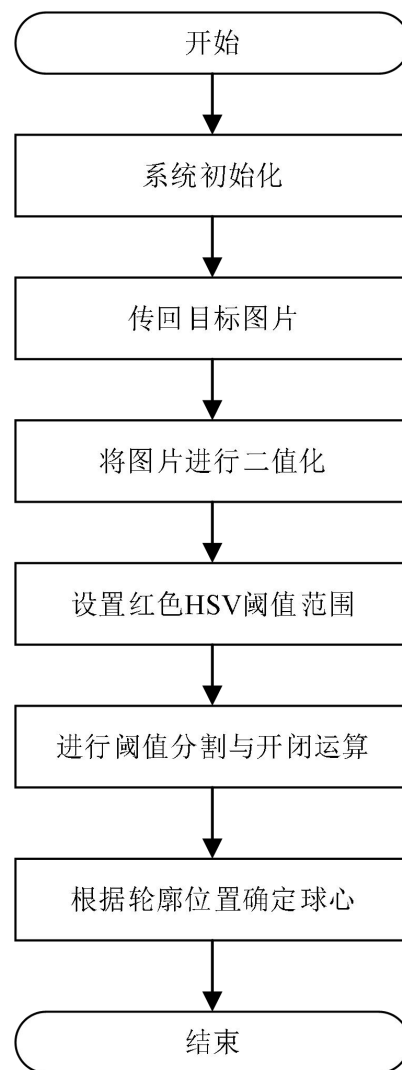 开始
系统初始化
传回目标图片
将图片进行二值化
设置红色HSV阈值范围
进行阈值分割与开闭运算
根据轮廓位置确定球心
结束